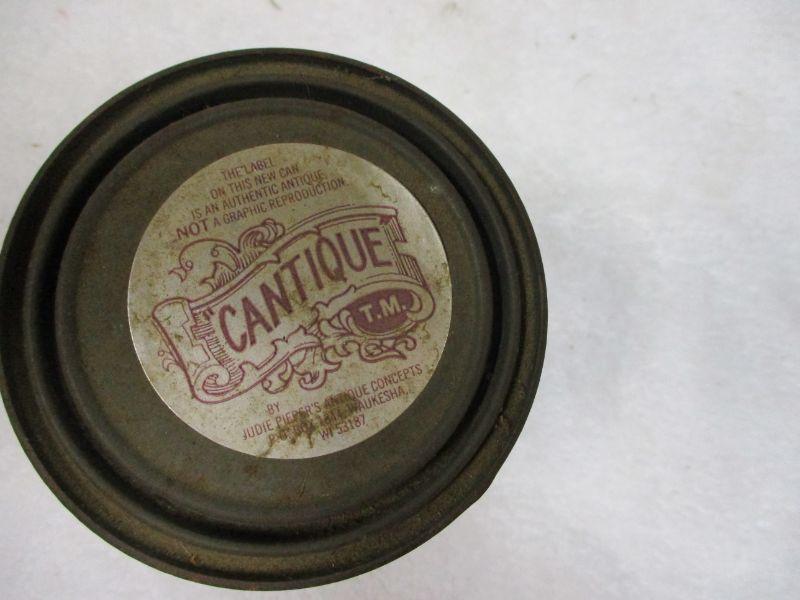 THE LABEL
ON THIS NEW CAN
IS AN AUTHENTIC ANTIQUE,
NOT A GRAPHIC REPRODUCTION.
"CANTIQUE"
T.M.
BY
JUDIE PIEPER'S ANTIQUE CONCEPTS
P.O. BOX WAUKESHA,
WI 53187